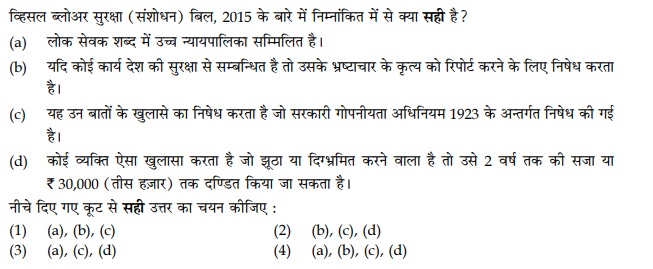 व्हिसल ब्लोअर सुरक्षा (संशोधन) बिल, 2015 के बारे में निम्नांकित में से क्या सही है ?
(a) लोक सेवक शब्द में उच्च न्यायपालिका सम्मिलित है।
(b) यदि कोई कार्य देश की सुरक्षा से सम्बन्धित है तो उसके भ्रष्टाचार के कृत्य को रिपोर्ट करने के लिए निषेध करता
है।
(c) यह उन बातों के खुलासे का निषेध करता है जो सरकारी गोपनीयता अधिनियम 1923 के अन्तर्गत निषेध की गई
है।
(d) कोई व्यक्ति ऐसा खुलासा करता है जो झूठा या दिग्भ्रमित करने वाला है तो उसे 2 वर्ष तक की सजा या
₹ 30,000 (तीस हज़ार) तक दण्डित किया जा सकता है।
नीचे दिए गए कूट से सही उत्तर का चयन कीजिए :
(1) (a), (b), (c) (2) (b), (c), (d)
(3) (a), (c), (d) (4) (a), (b), (c), (d)